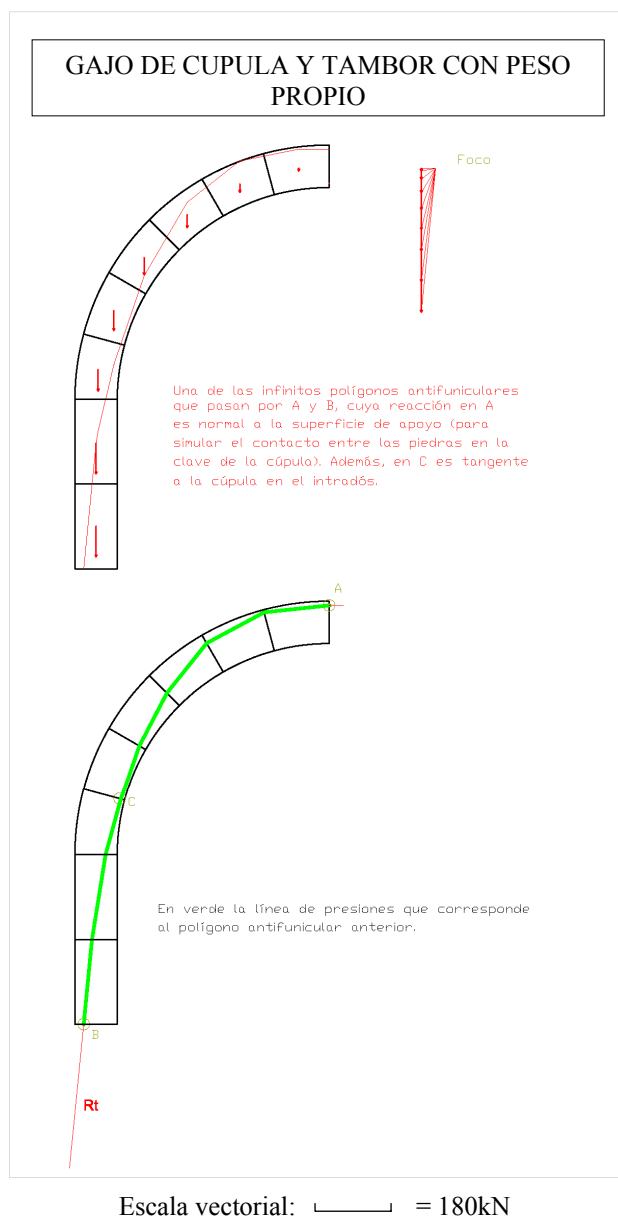 GAJO DE CUPULA Y TAMBOR CON PESO
PROPIO
Foco
Una de las infinitos polígonos antifuniculares
que pasan por A y B, cuya reacción en A
es normal a la superficie de apoyo (para
simular el contacto entre las piedras en la
clave de la cúpula). Además, en C es tangente
a la cúpula en el intradós.
A
C
En verde la línea de presiones que corresponde
al polígono antifunicular anterior.
B
Rt
Escala vectorial: = 180kN